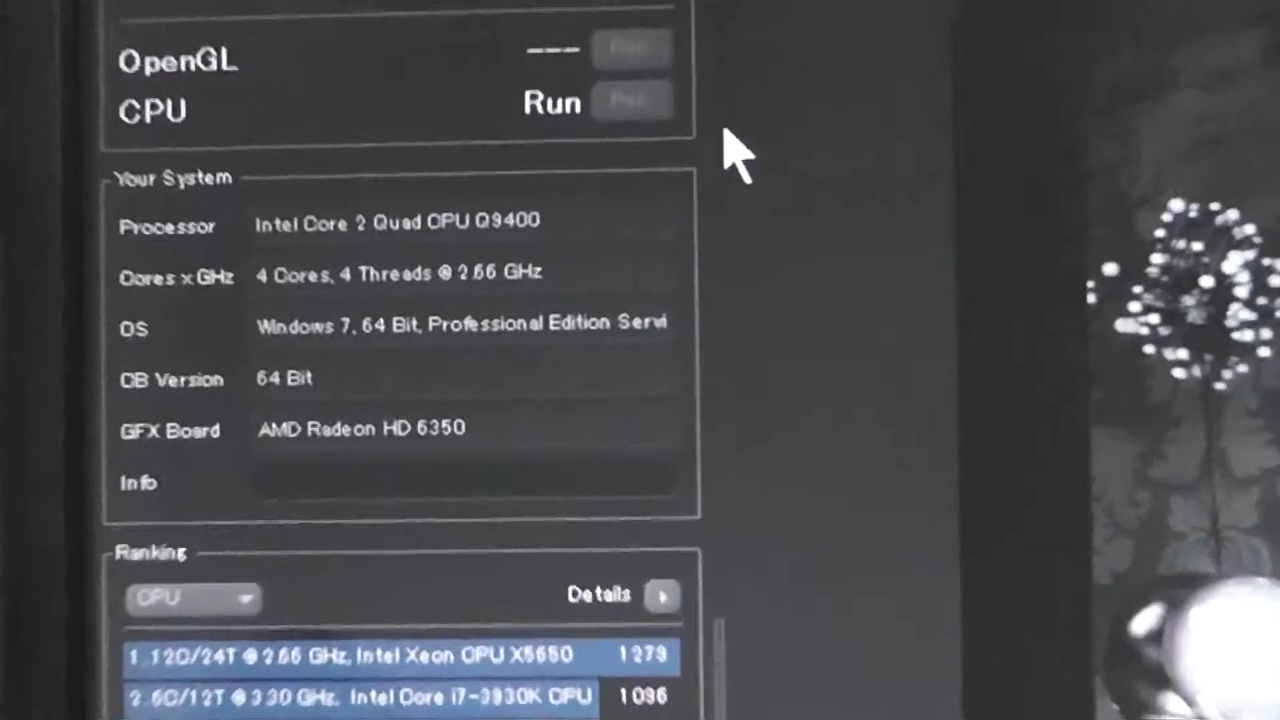 OpenGL --- Run
CPU Run Run
Your System
Processor Intel Core 2 Quad CPU Q9400
Cores x GHz 4 Cores, 4 Threads @ 2.66 GHz
OS Windows 7, 64 Bit, Professional Edition Servi
CB Version 64 Bit
GFX Board AMD Radeon HD 6350
Info
Ranking
CPU Details
1. 12C/24T @ 2.66 GHz, Intel Xeon CPU X5650 1279
2. 6C/12T @ 3.30 GHz, Intel Core i7-3930K CPU 1096